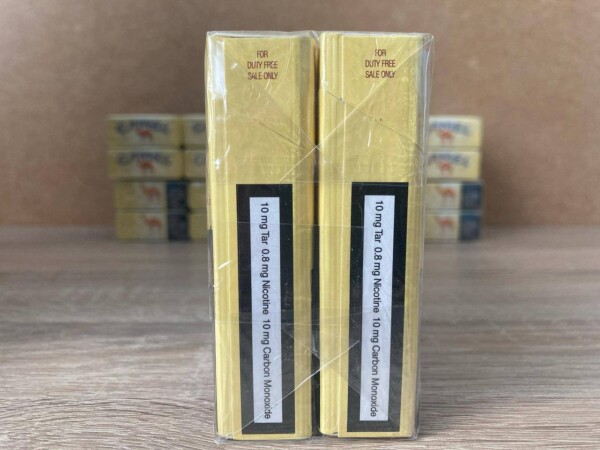 FOR
DUTY FREE
SALE ONLY
10 mg Tar 0.8 mg Nicotine 10 mg Carbon Monoxide
FOR
DUTY FREE
SALE ONLY
10 mg Tar 0.8 mg Nicotine 10 mg Carbon Monoxide